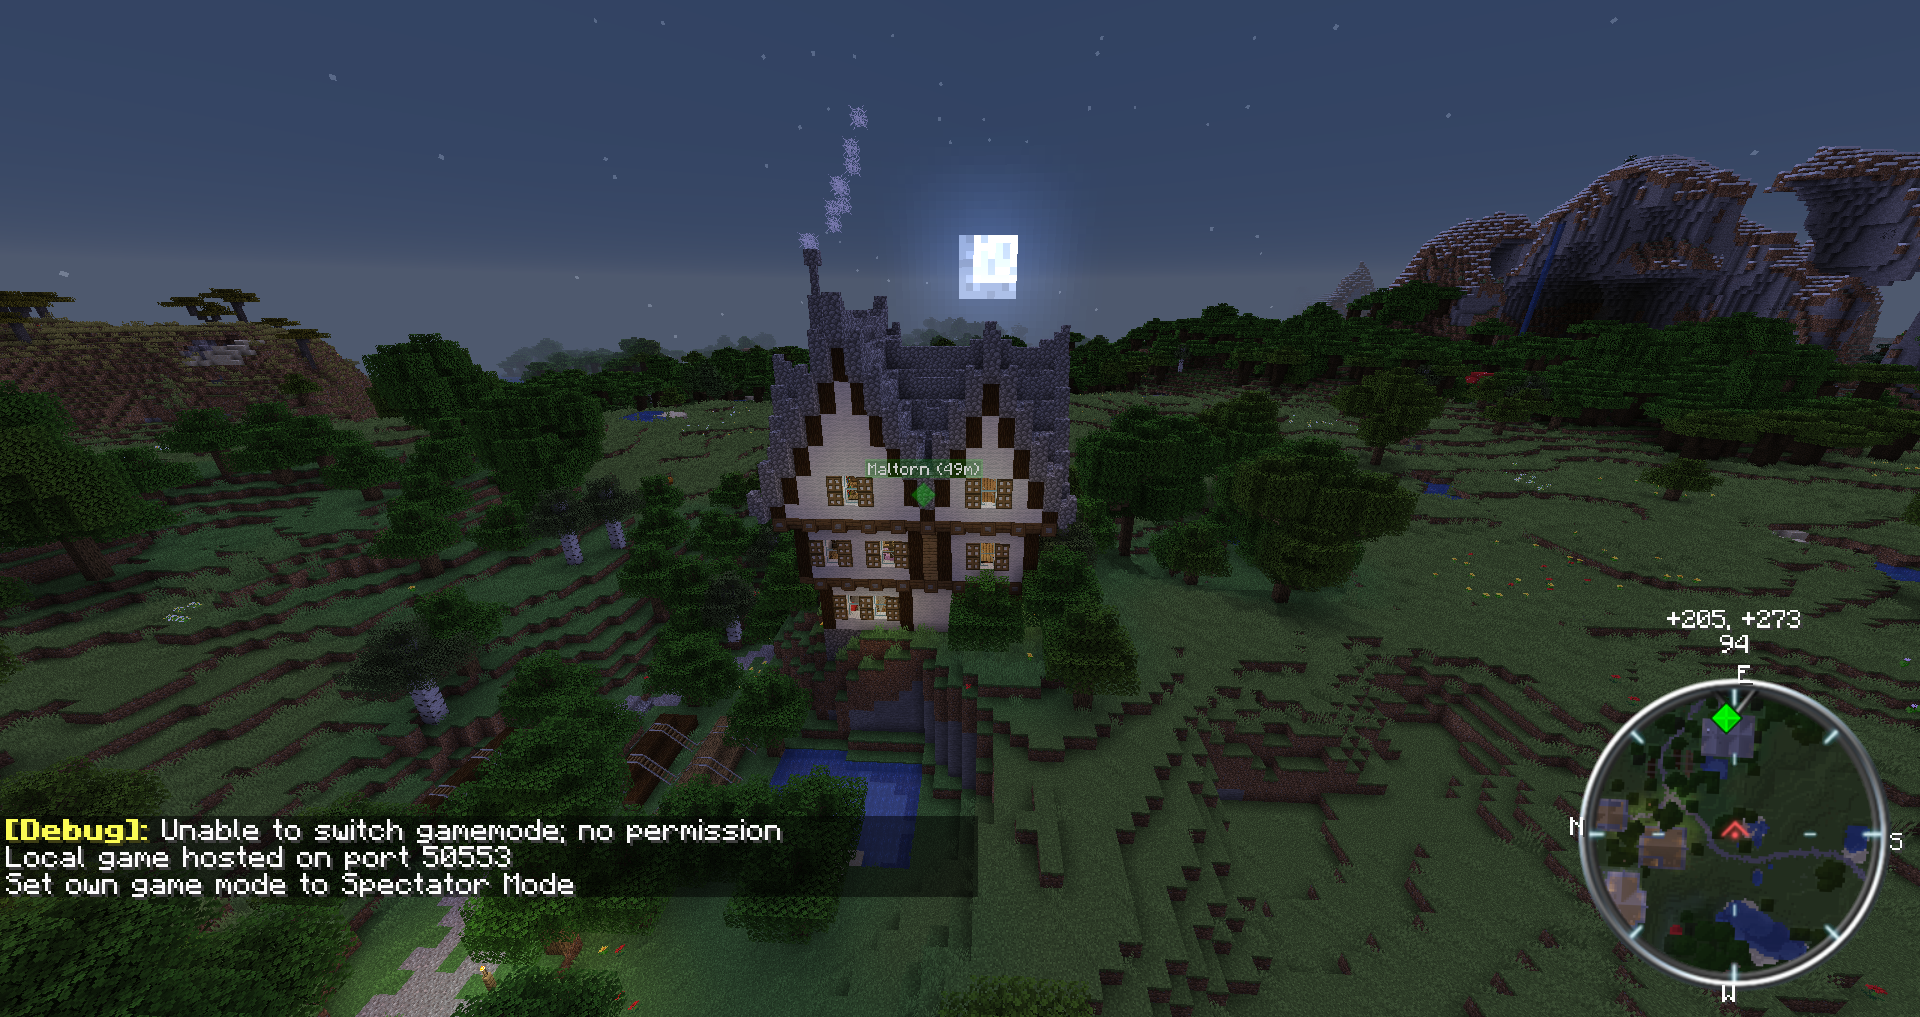 Maltorn (49m)
+205, +273
94
E
N
S
W
[Debug]: Unable to switch gamemode; no permission
Local game hosted on port 50553
Set own game mode to Spectator Mode